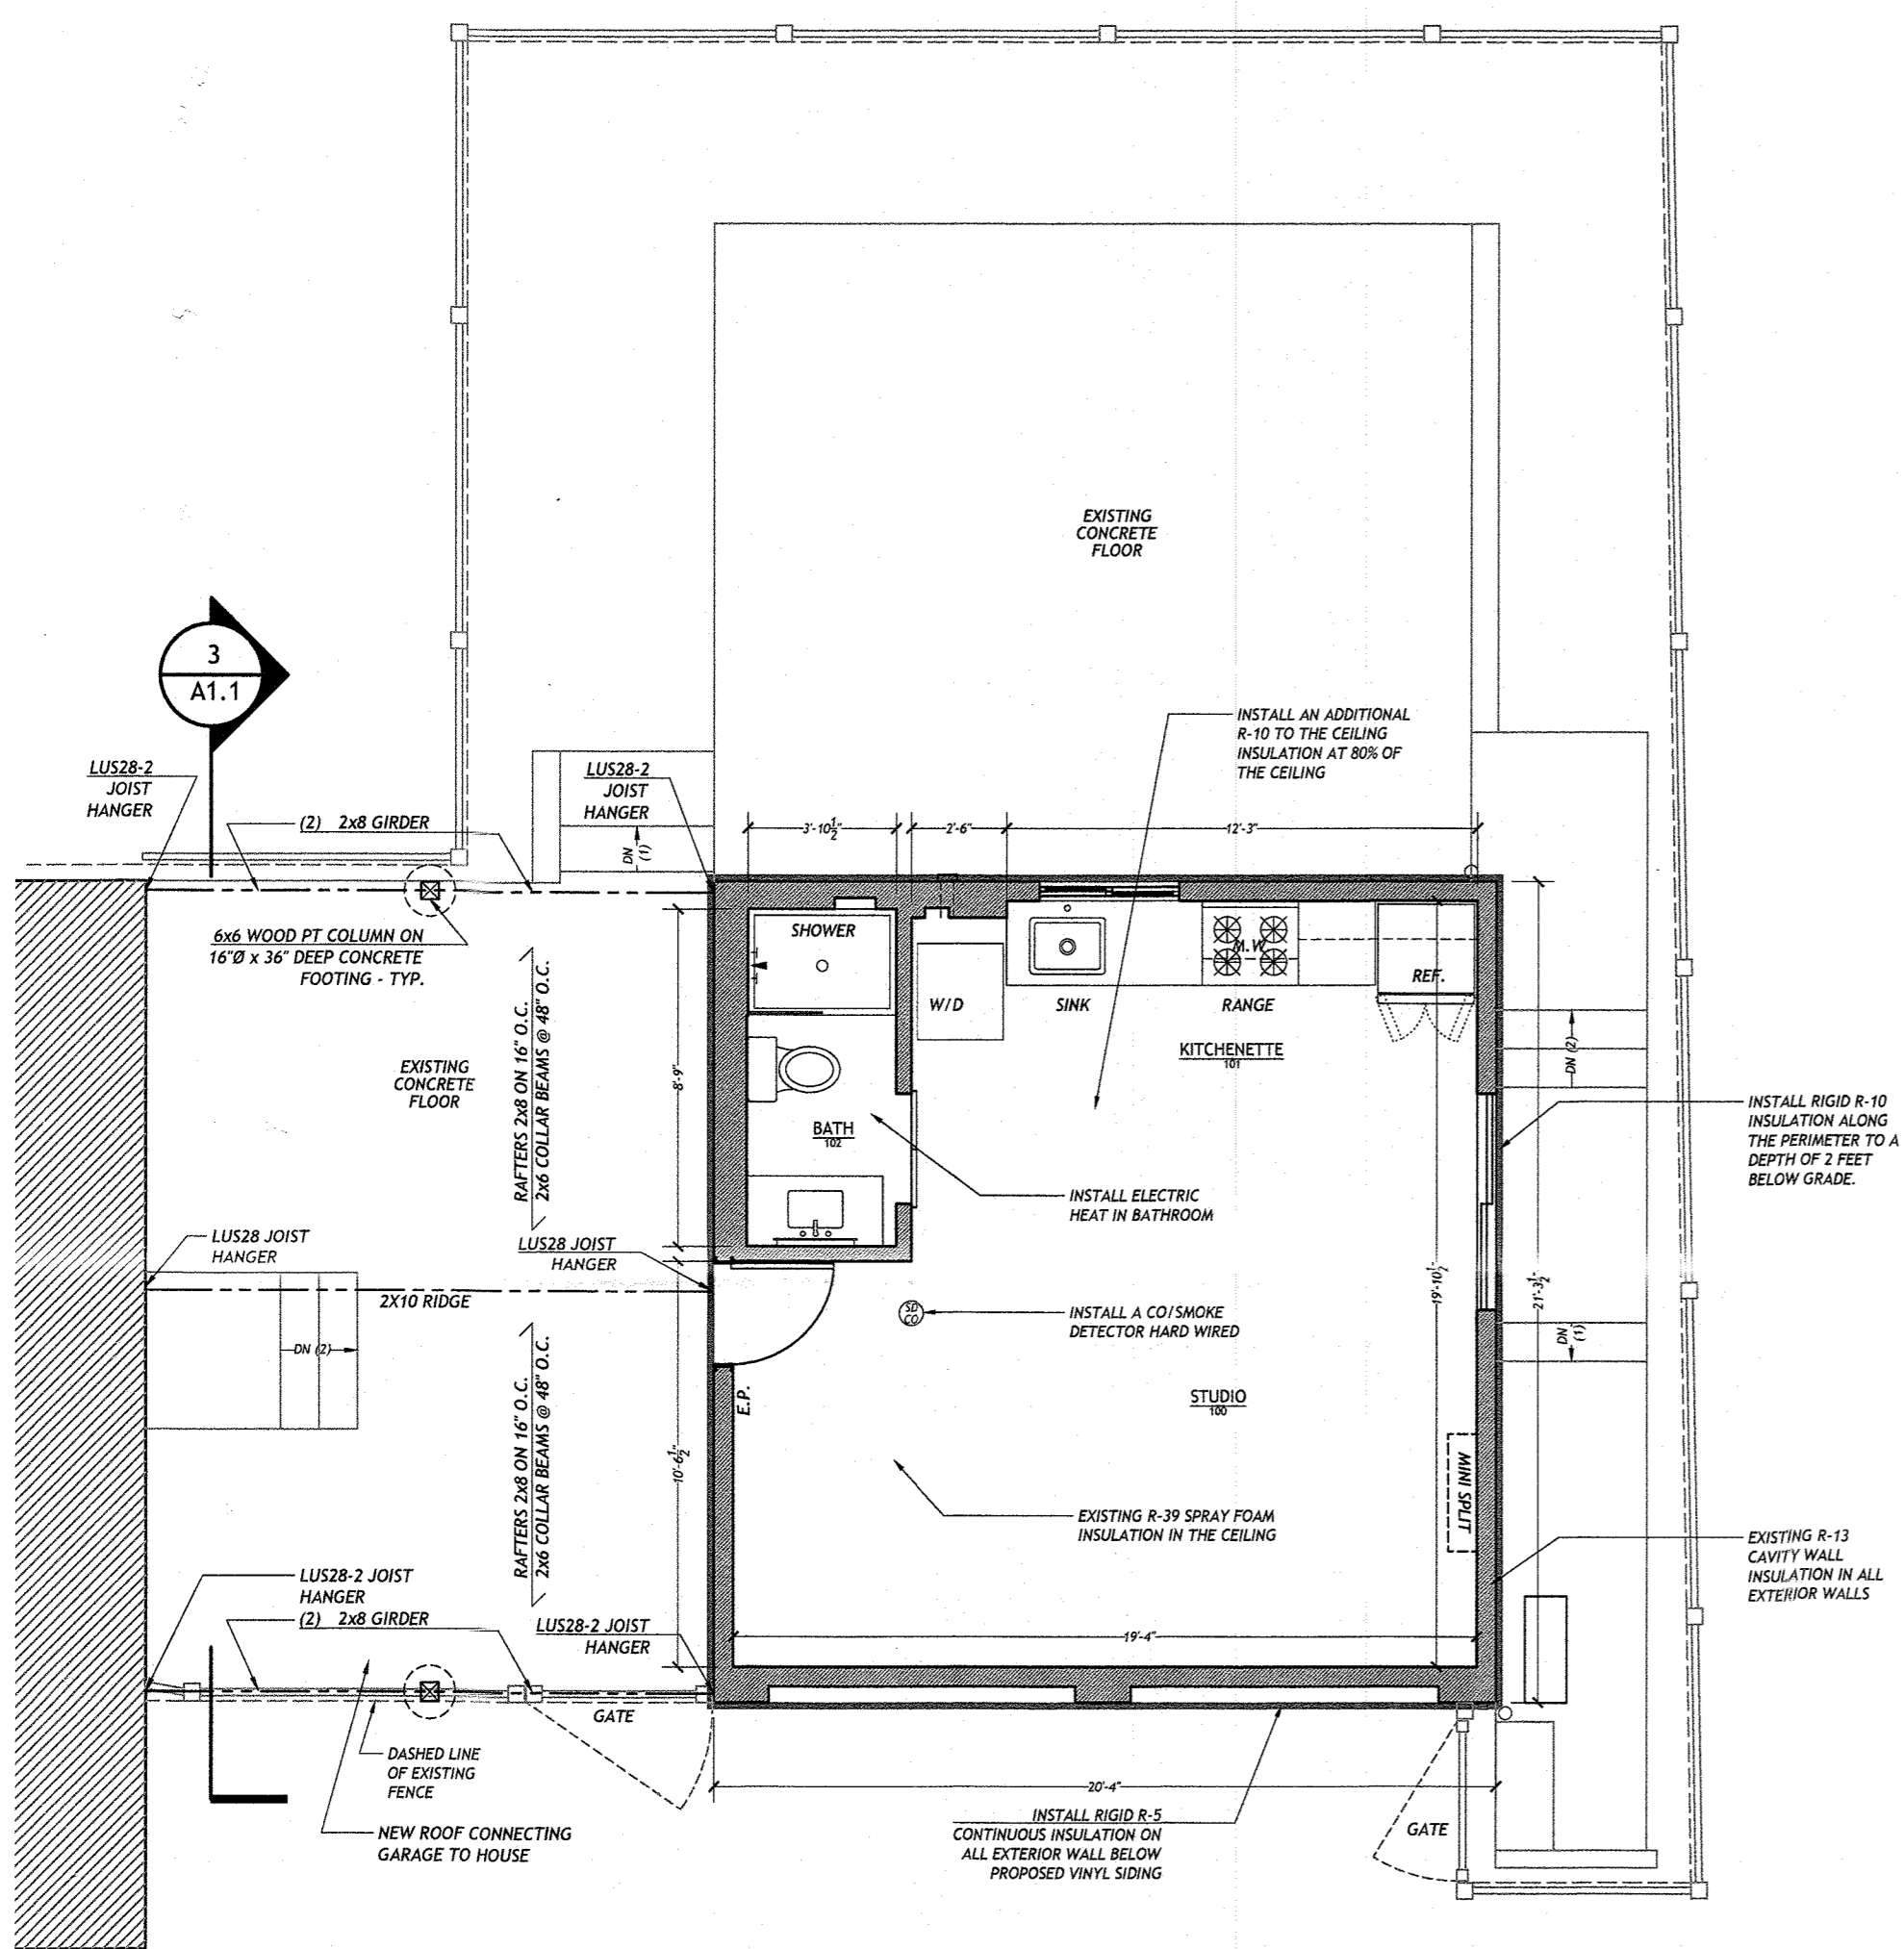 EXISTING
CONCRETE
FLOOR
3
A1.1
INSTALL AN ADDITIONAL
R-10 TO THE CEILING
INSULATION AT 80% OF
THE CEILING
LUS28-2
JOIST
HANGER
LUS28-2
JOIST
HANGER
(2) 2x8 GIRDER
DN
(1)
3'-10½"
2'-6"
12'-3"
6x6 WOOD PT COLUMN ON
16"Ø x 36" DEEP CONCRETE
FOOTING - TYP.
SHOWER
M.W
REF.
W/D
SINK
RANGE
KITCHENETTE
101
EXISTING
CONCRETE
FLOOR
RAFTERS 2x8 ON 16" O.C.
2x6 COLLAR BEAMS @ 48" O.C.
8'-9"
DN (2)
BATH
102
INSTALL RIGID R-10
INSULATION ALONG
THE PERIMETER TO A
DEPTH OF 2 FEET
BELOW GRADE.
INSTALL ELECTRIC
HEAT IN BATHROOM
LUS28 JOIST
HANGER
LUS28 JOIST
HANGER
2X10 RIDGE
19'-10½"
21'-3½"
SD
CO
INSTALL A CO/SMOKE
DETECTOR HARD WIRED
DN
(1)
DN (2)
RAFTERS 2x8 ON 16" O.C.
2x6 COLLAR BEAMS @ 48" O.C.
E.P.
STUDIO
100
10'-6½"
MINI SPLIT
EXISTING R-39 SPRAY FOAM
INSULATION IN THE CEILING
EXISTING R-13
CAVITY WALL
INSULATION IN ALL
EXTERIOR WALLS
LUS28-2 JOIST
HANGER
(2) 2x8 GIRDER
LUS28-2 JOIST
HANGER
19'-4"
GATE
DASHED LINE
OF EXISTING
FENCE
20'-4"
NEW ROOF CONNECTING
GARAGE TO HOUSE
INSTALL RIGID R-5
CONTINUOUS INSULATION ON
ALL EXTERIOR WALL BELOW
PROPOSED VINYL SIDING
GATE